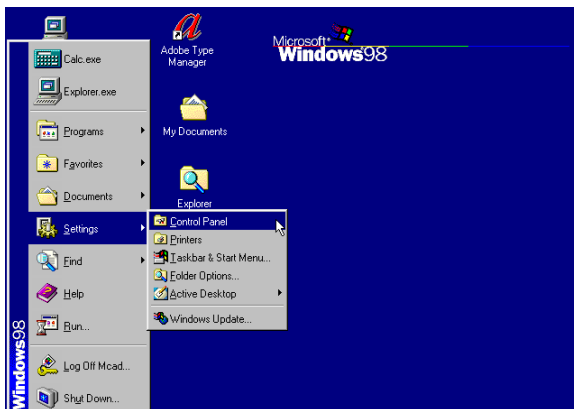 Calc.exe
Explorer.exe
Programs
Favorites
Documents
Settings
Find
Help
Run...
Log Off Mcad...
Shut Down...
Windows98
Adobe Type
Manager
My Documents
Explorer
Control Panel
Printers
Taskbar & Start Menu...
Folder Options...
Active Desktop
Windows Update...
Microsoft
Windows98